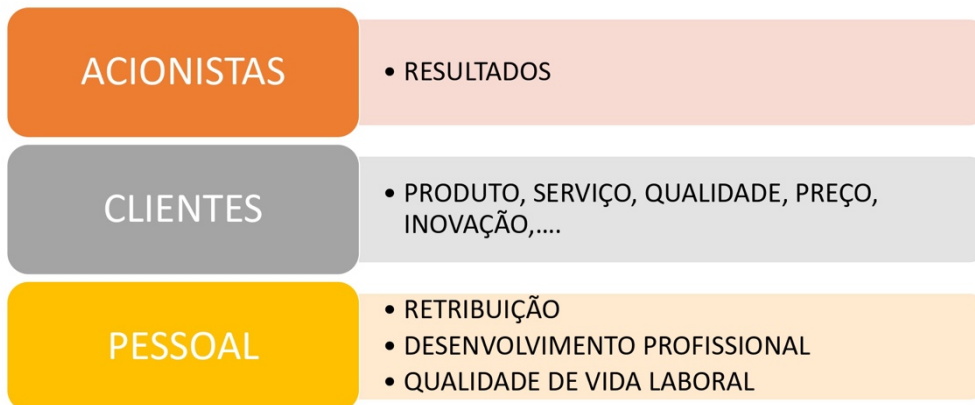 ACIONISTAS
• RESULTADOS
CLIENTES
• PRODUTO, SERVIÇO, QUALIDADE, PREÇO,
INOVAÇÃO,....
PESSOAL
• RETRIBUIÇÃO
• DESENVOLVIMENTO PROFISSIONAL
• QUALIDADE DE VIDA LABORAL